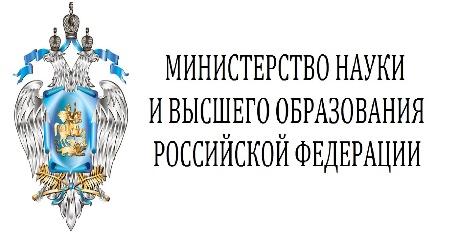 МИНИСТЕРСТВО НАУКИ
И ВЫСШЕГО ОБРАЗОВАНИЯ
РОССИЙСКОЙ ФЕДЕРАЦИИ